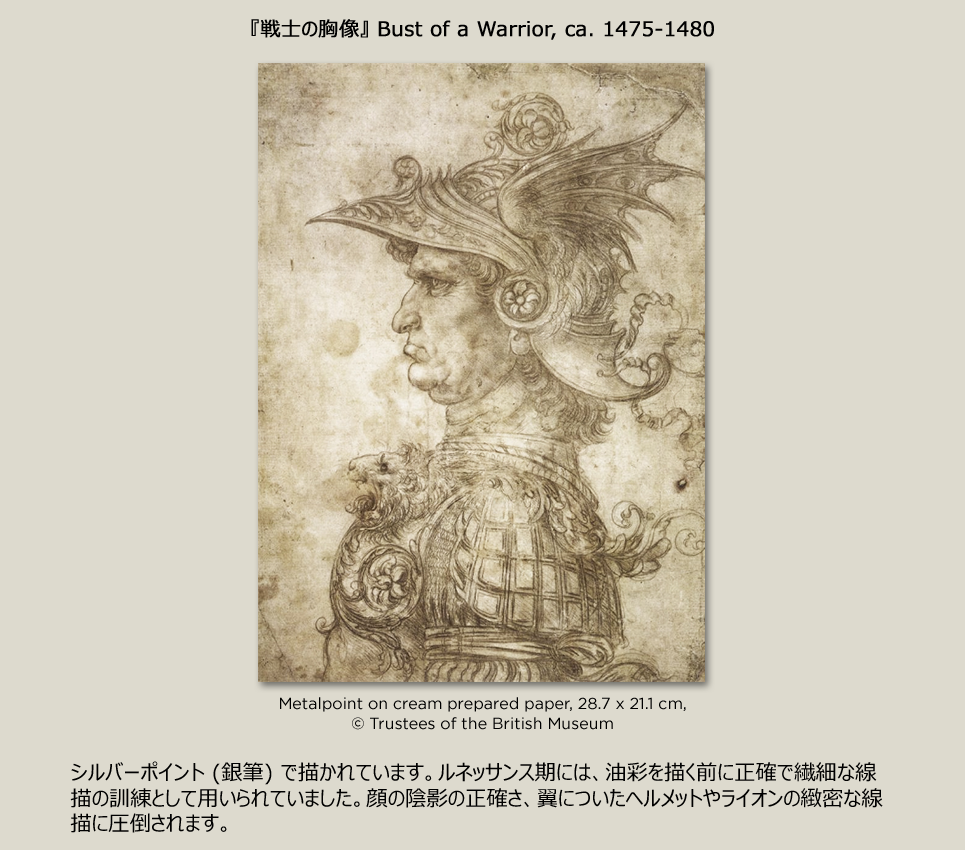 『戦士の胸像』 Bust of a Warrior, ca. 1475-1480
Metalpoint on cream prepared paper, 28.7 x 21.1 cm,
© Trustees of the British Museum
シルバーポイント (銀筆) で描かれています。ルネッサンス期には、油彩を描く前に正確で繊細な線
描の訓練として用いられていました。顔の陰影の正確さ、翼についたヘルメットやライオンの緻密な線
描に圧倒されます。